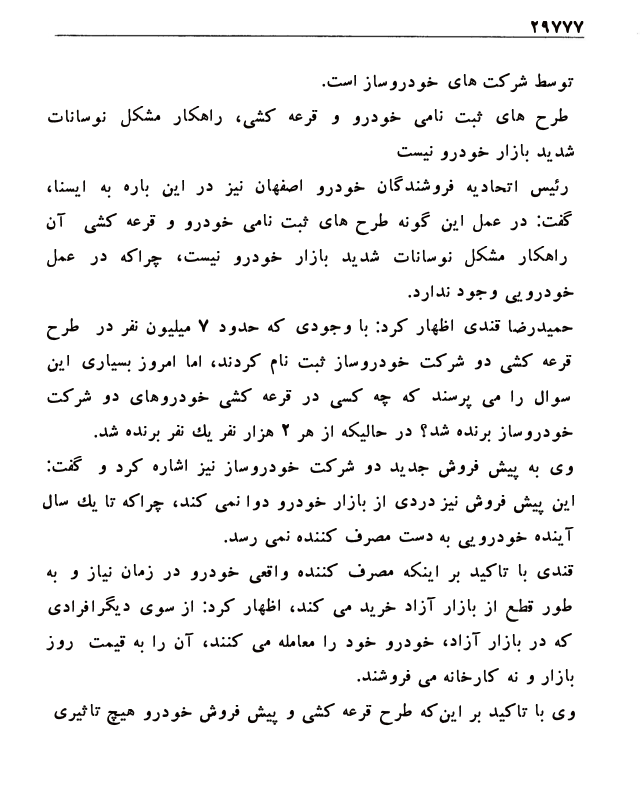 ۲۹۷۷۷
توسط شرکت های خودروساز است.
طرح های ثبت نامی خودرو و قرعه کشی، راهکار مشکل نوسانات
شدید بازار خودرو نیست
رئیس اتحادیه فروشندگان خودرو اصفهان نیز در این باره به ایسنا،
گفت: در عمل این گونه طرح های ثبت نامی خودرو و قرعه کشی آن
راهکار مشکل نوسانات شدید بازار خودرو نیست، چراکه در عمل
خودرویی وجود ندارد.
حمیدرضا قندی اظهار کرد: با وجودی که حدود ۷ میلیون نفر در طرح
قرعه کشی دو شرکت خودروساز ثبت نام کردند، اما امروز بسیاری این
سوال را می پرسند که چه کسی در قرعه کشی خودروهای دو شرکت
خودروساز برنده شد؟ در حالیکه از هر ۲ هزار نفر یك نفر برنده شد.
وی به پیش فروش جدید دو شرکت خودروساز نیز اشاره کرد و گفت:
این پیش فروش نیز دردی از بازار خودرو دوا نمی کند، چراکه تا یك سال
آینده خودرویی به دست مصرف کننده نمی رسد.
قندی با تاکید بر اینکه مصرف کننده واقعی خودرو در زمان نیاز و به
طور قطع از بازار آزاد خرید می کند، اظهار کرد: از سوی دیگرافرادی
که در بازار آزاد، خودرو خود را معامله می کنند، آن را به قیمت روز
بازار و نه کارخانه می فروشند.
وی با تاکید بر این‌که طرح قرعه کشی و پیش فروش خودرو هیچ تاثیری